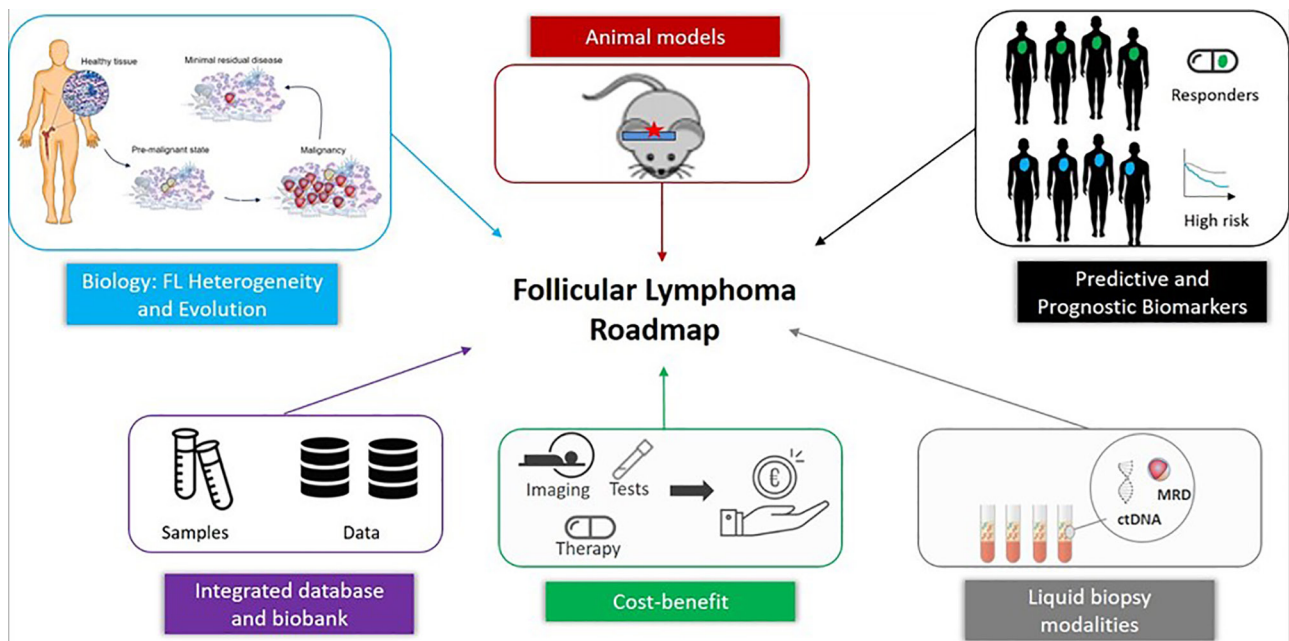 Healthy tissue
Minimal residual disease
Pre-malignant state
Malignancy
Biology: FL Heterogeneity
and Evolution
Animal models
Responders
High risk
Predictive and
Prognostic Biomarkers
Follicular Lymphoma
Roadmap
Samples
Data
Integrated database
and biobank
Imaging
Tests
Therapy
€
Cost-benefit
MRD
ctDNA
Liquid biopsy
modalities